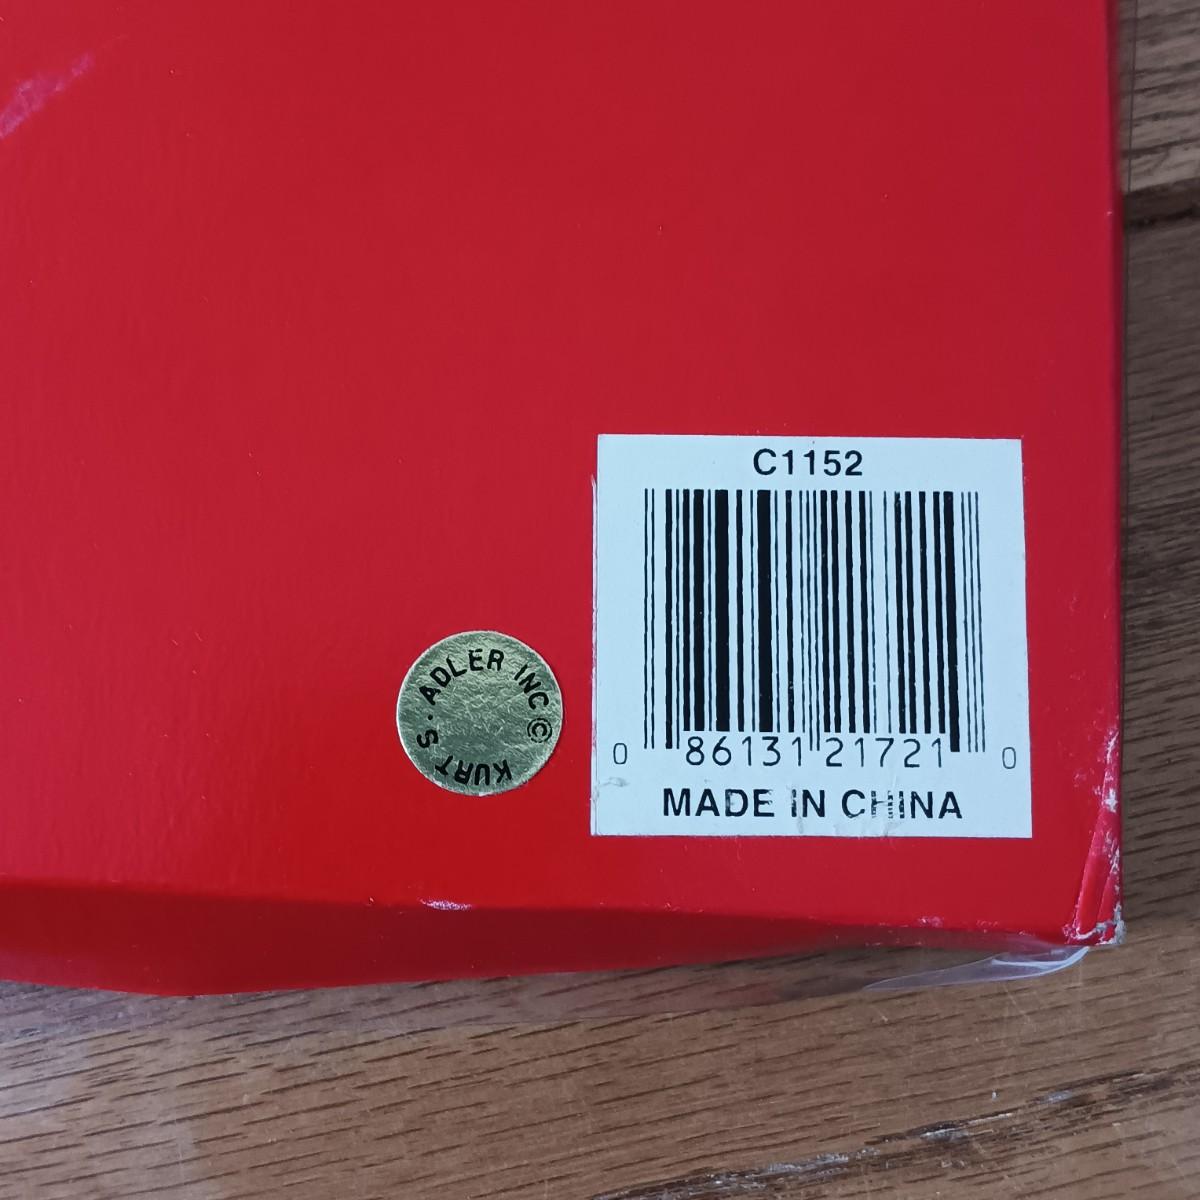 C1152
0 86131 21721 0
MADE IN CHINA
KURT S. ADLER INC ©